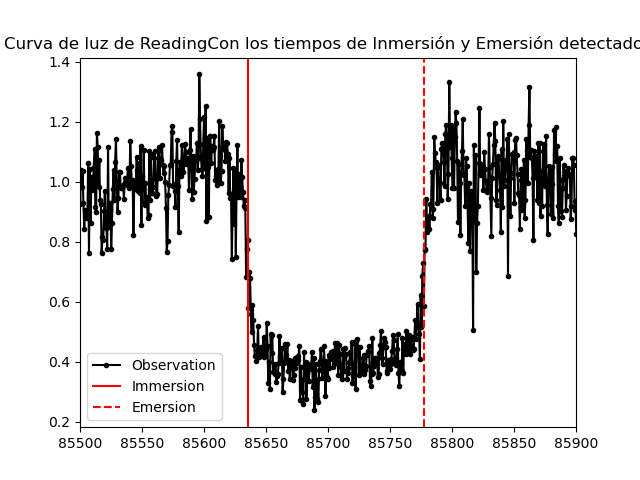 Curva de luz de ReadingCon los tiempos de Inmersión y Emersión detectado
1.4
1.2
1.0
0.8
0.6
0.4
0.2
Observation
Immersion
Emersion
85500 85550 85600 85650 85700 85750 85800 85850 85900